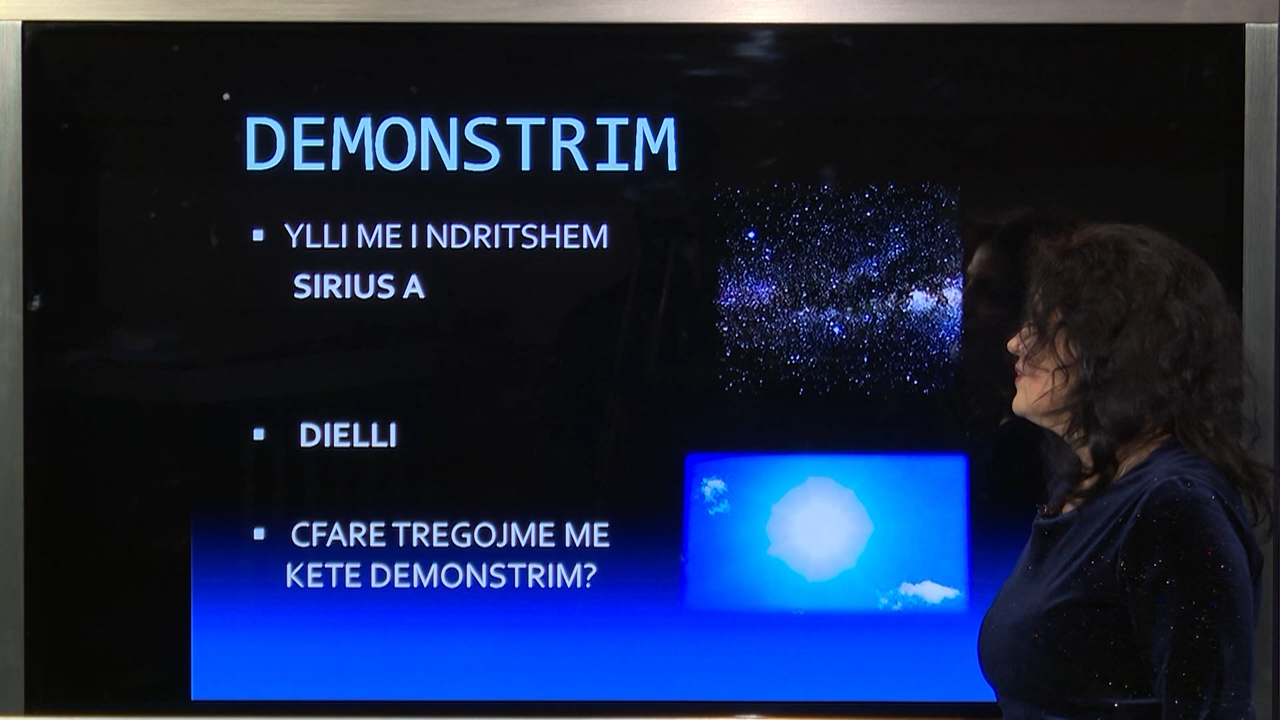 DEMONSTRIM
▪ YLLI ME I NDRITSHEM
SIRIUS A
▪ DIELLI
▪ CFARE TREGOJME ME
KETE DEMONSTRIM?